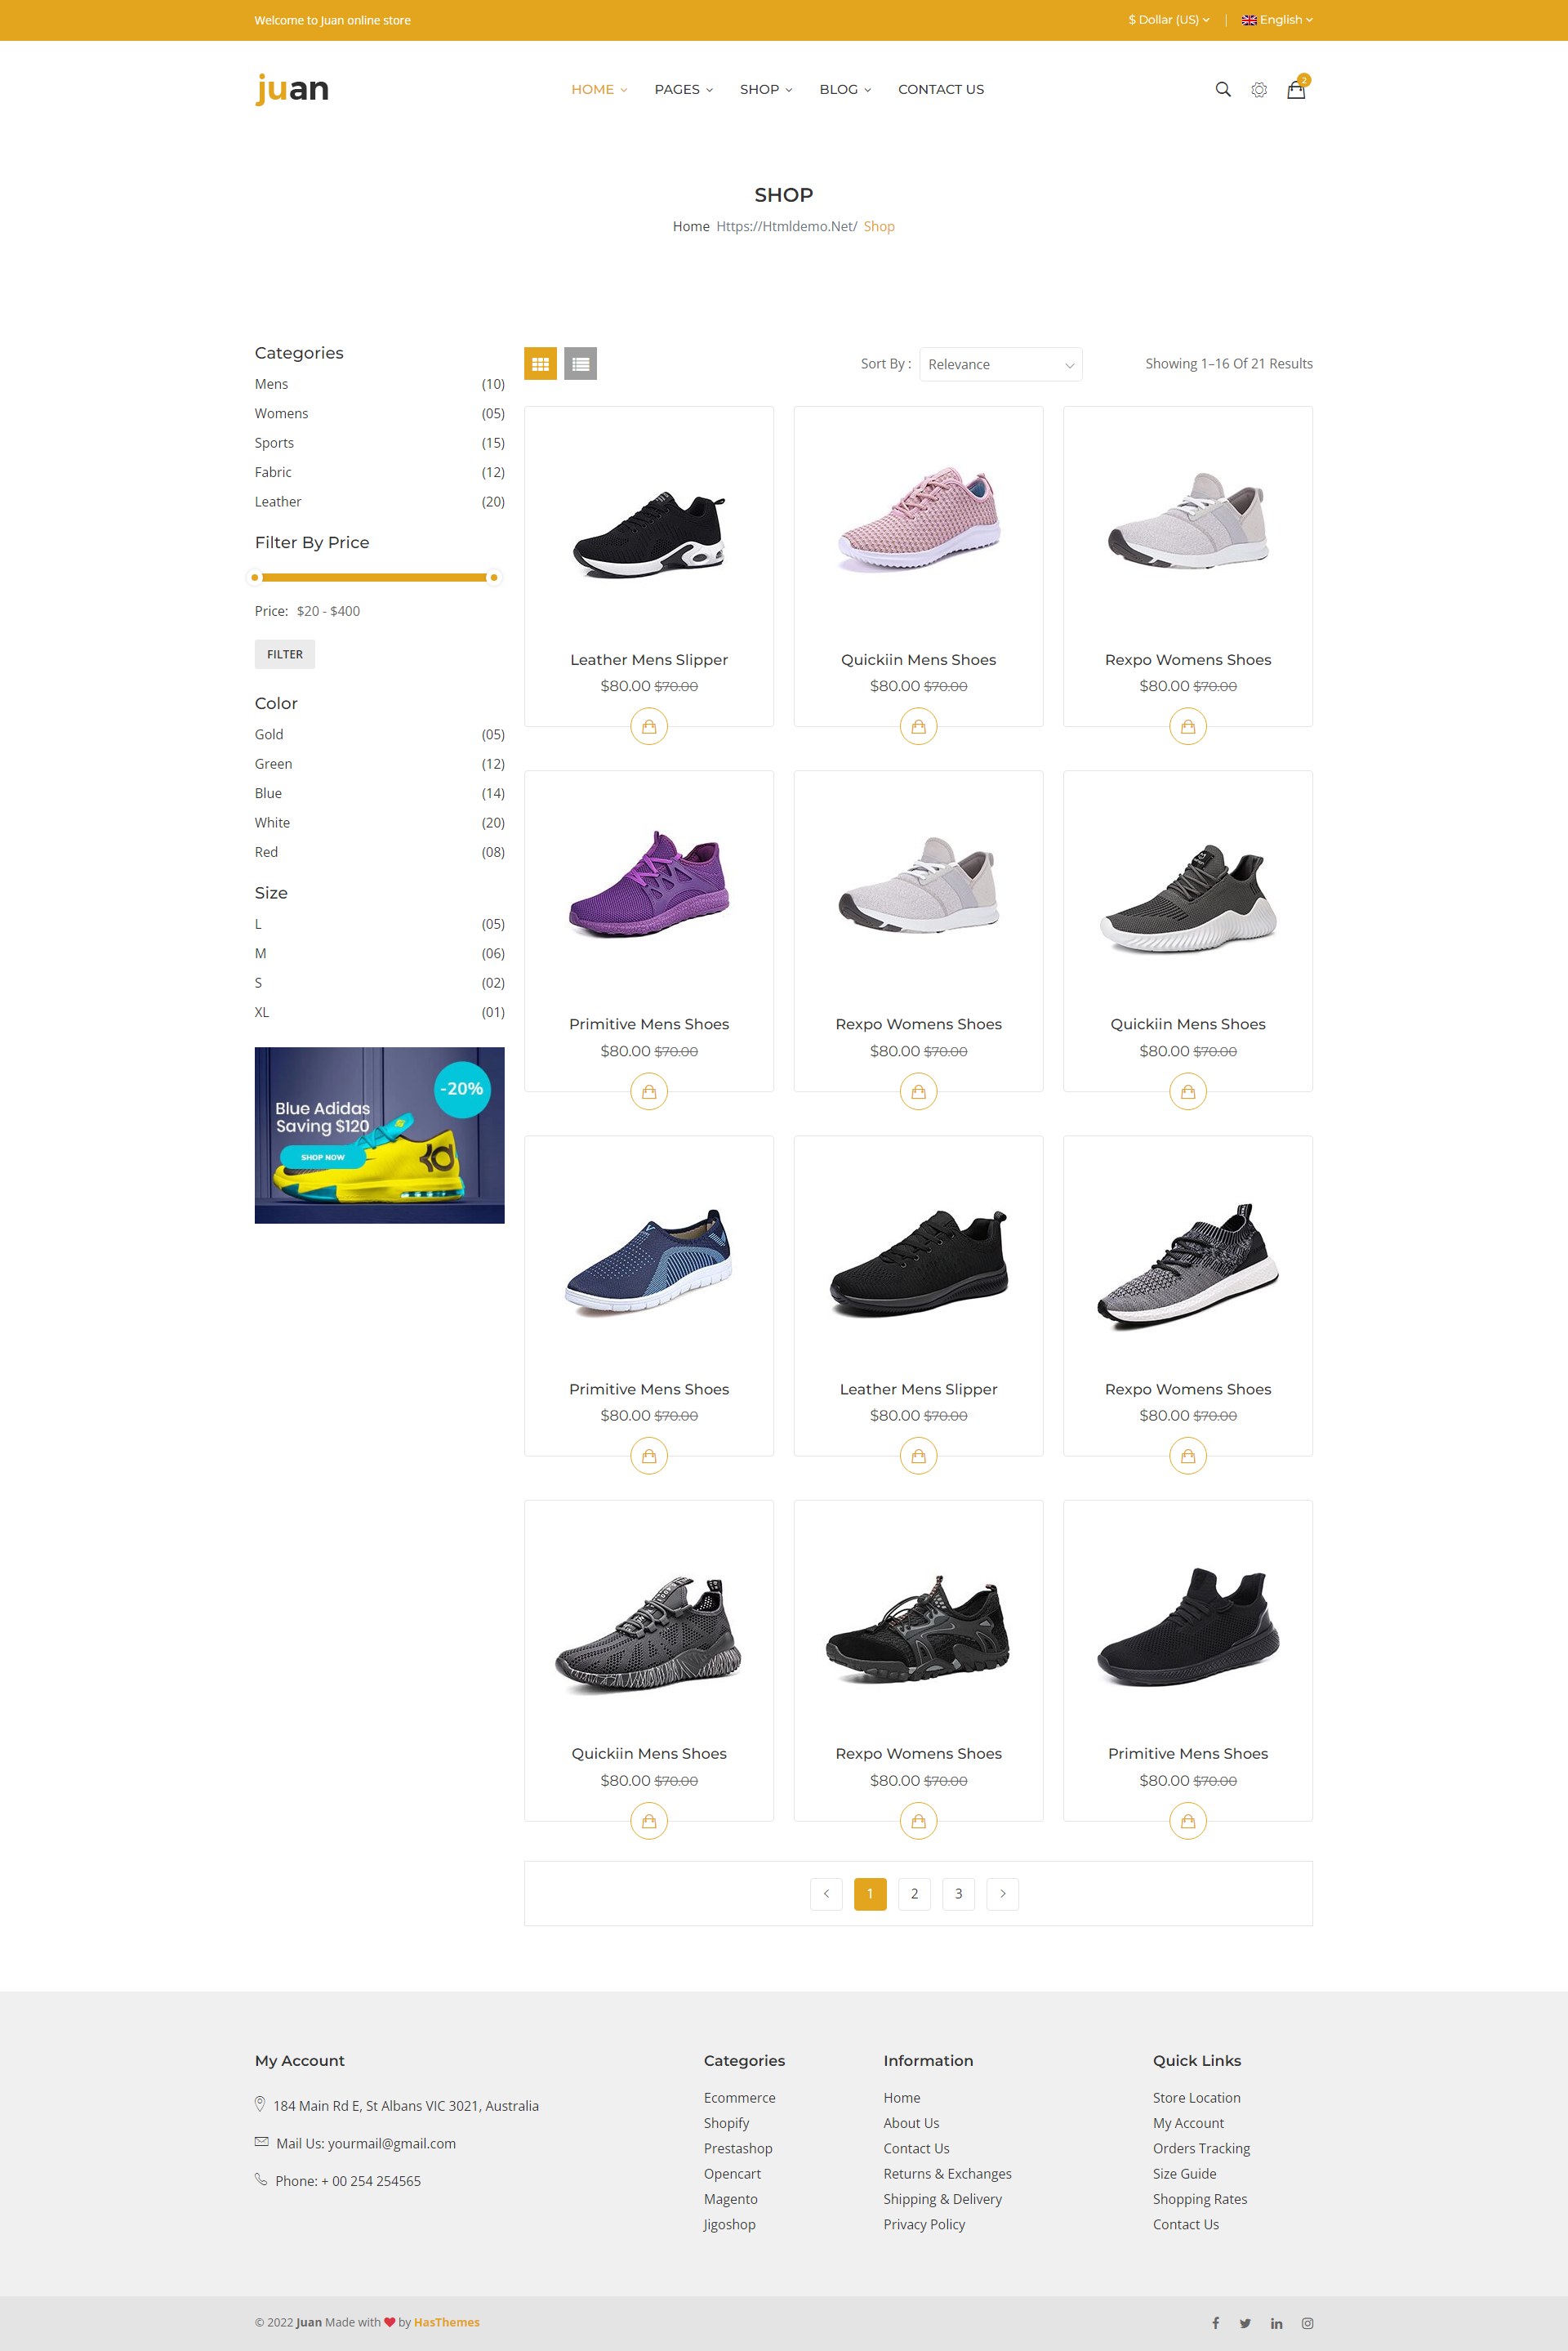 Welcome to Juan online store
$ Dollar (US)
English
juan
HOME
PAGES
SHOP
BLOG
CONTACT US
2
SHOP
Home Https://Htmldemo.Net/ Shop
Categories
Mens (10)
Womens (05)
Sports (15)
Fabric (12)
Leather (20)
Filter By Price
Price: $20 - $400
FILTER
Color
Gold (05)
Green (12)
Blue (14)
White (20)
Red (08)
Size
L (05)
M (06)
S (02)
XL (01)
-20%
Blue Adidas
Saving $120
SHOP NOW
Sort By : Relevance
Showing 1–16 Of 21 Results
Leather Mens Slipper
$80.00 $70.00
Quickiin Mens Shoes
$80.00 $70.00
Rexpo Womens Shoes
$80.00 $70.00
Primitive Mens Shoes
$80.00 $70.00
Rexpo Womens Shoes
$80.00 $70.00
Quickiin Mens Shoes
$80.00 $70.00
Primitive Mens Shoes
$80.00 $70.00
Leather Mens Slipper
$80.00 $70.00
Rexpo Womens Shoes
$80.00 $70.00
Quickiin Mens Shoes
$80.00 $70.00
Rexpo Womens Shoes
$80.00 $70.00
Primitive Mens Shoes
$80.00 $70.00
1 2 3
My Account
184 Main Rd E, St Albans VIC 3021, Australia
Mail Us: yourmail@gmail.com
Phone: + 00 254 254565
Categories
Ecommerce
Shopify
Prestashop
Opencart
Magento
Jigoshop
Information
Home
About Us
Contact Us
Returns & Exchanges
Shipping & Delivery
Privacy Policy
Quick Links
Store Location
My Account
Orders Tracking
Size Guide
Shopping Rates
Contact Us
© 2022 Juan Made with ❤ by HasThemes